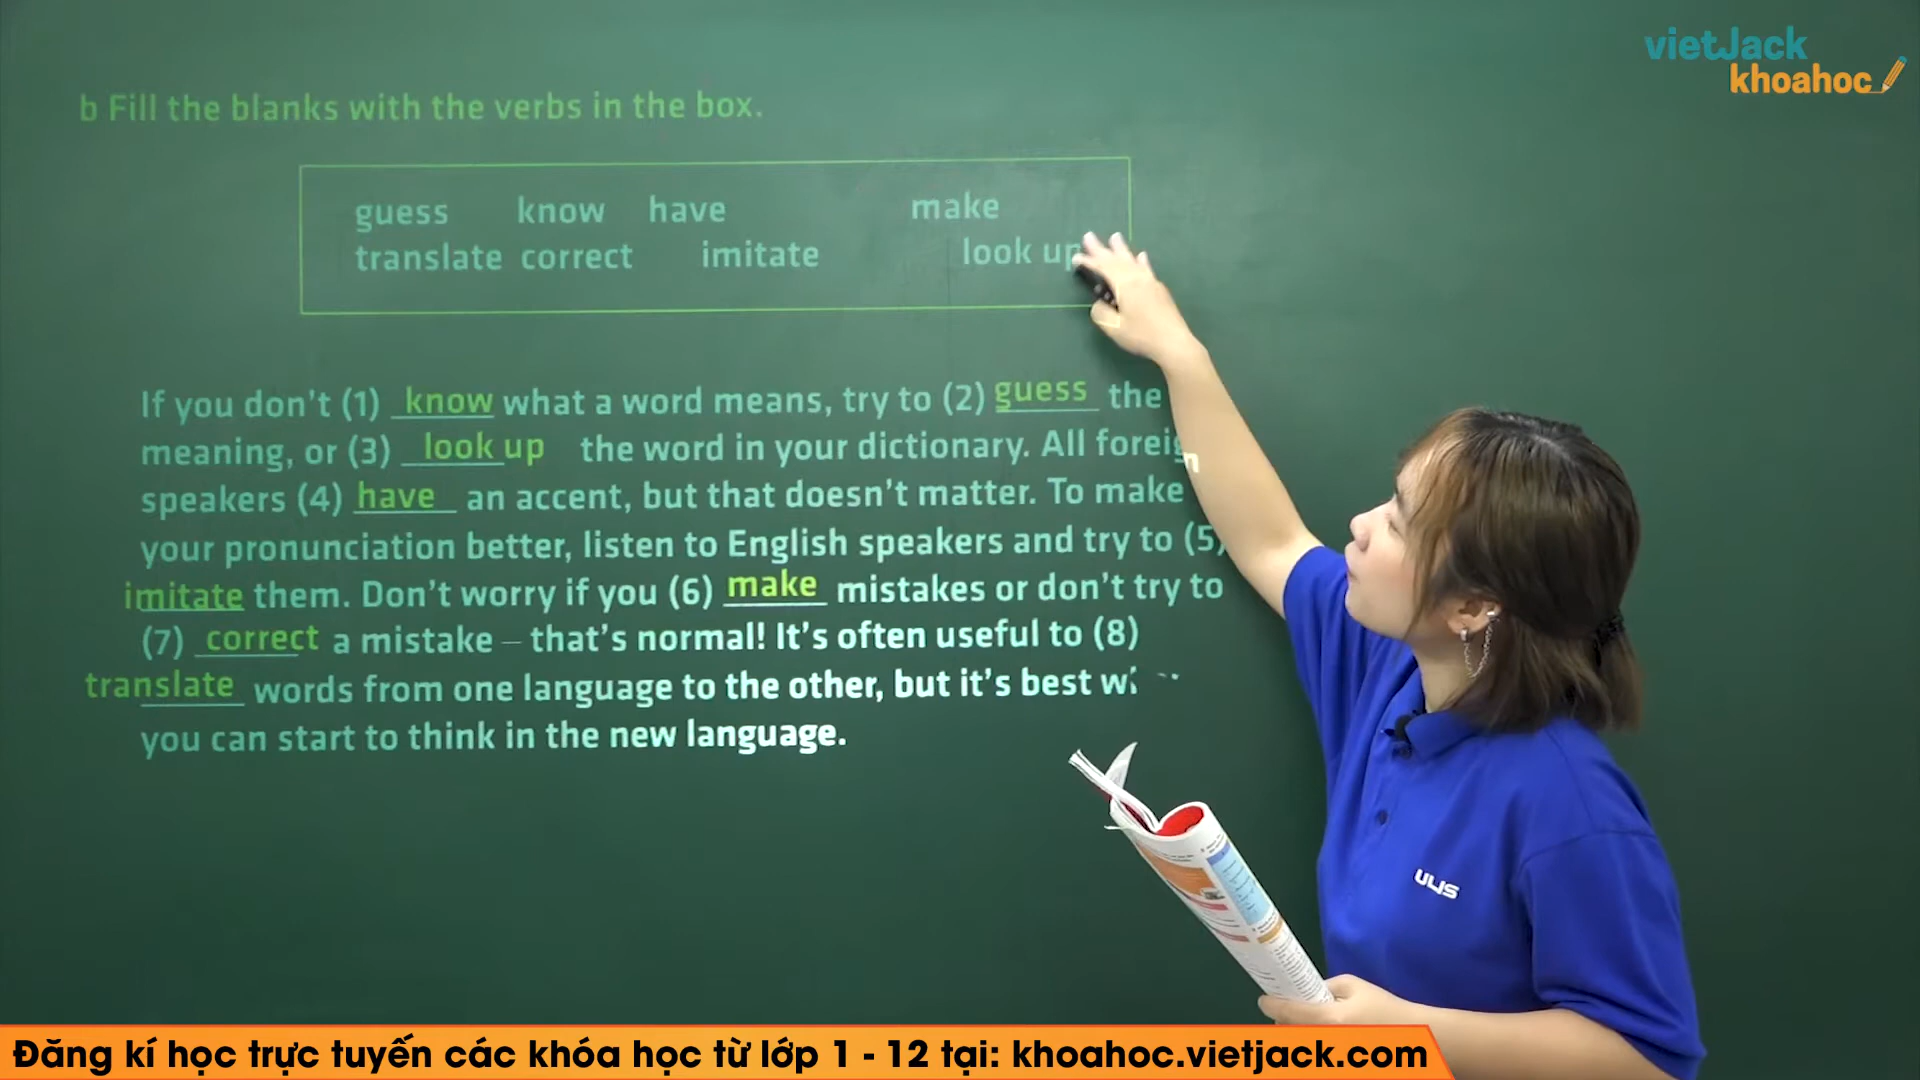 vietJack
khoahoc
b Fill the blanks with the verbs in the box.
guess know have make
translate correct imitate look up
If you don't (1) know what a word means, try to (2) guess the
meaning, or (3) look up the word in your dictionary. All foreign
speakers (4) have an accent, but that doesn't matter. To make
your pronunciation better, listen to English speakers and try to (5)
imitate them. Don't worry if you (6) make mistakes or don't try to
(7) correct a mistake – that's normal! It's often useful to (8)
translate words from one language to the other, but it's best
you can start to think in the new language.
ULIS
Đăng kí học trực tuyến các khóa học từ lớp 1 - 12 tại: khoahoc.vietjack.com